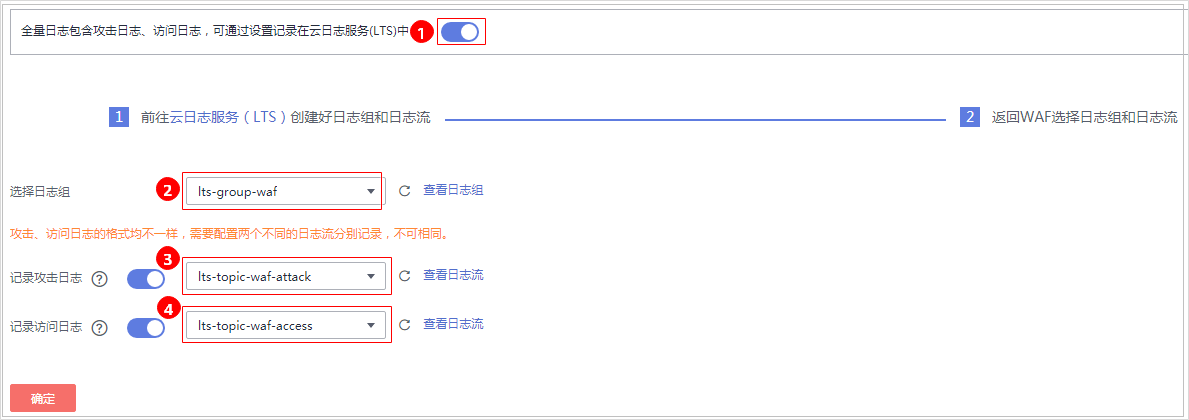 全量日志包含攻击日志、访问日志，可通过设置记录在云日志服务(LTS)中 1
1 前往云日志服务（LTS）创建好日志组和日志流 2 返回WAF选择日志组和日志流
选择日志组 2 lts-group-waf 查看日志组
攻击、访问日志的格式均不一样，需要配置两个不同的日志流分别记录，不可相同。
记录攻击日志 ? 3 lts-topic-waf-attack 查看日志流
记录访问日志 ? 4 lts-topic-waf-access 查看日志流
确定